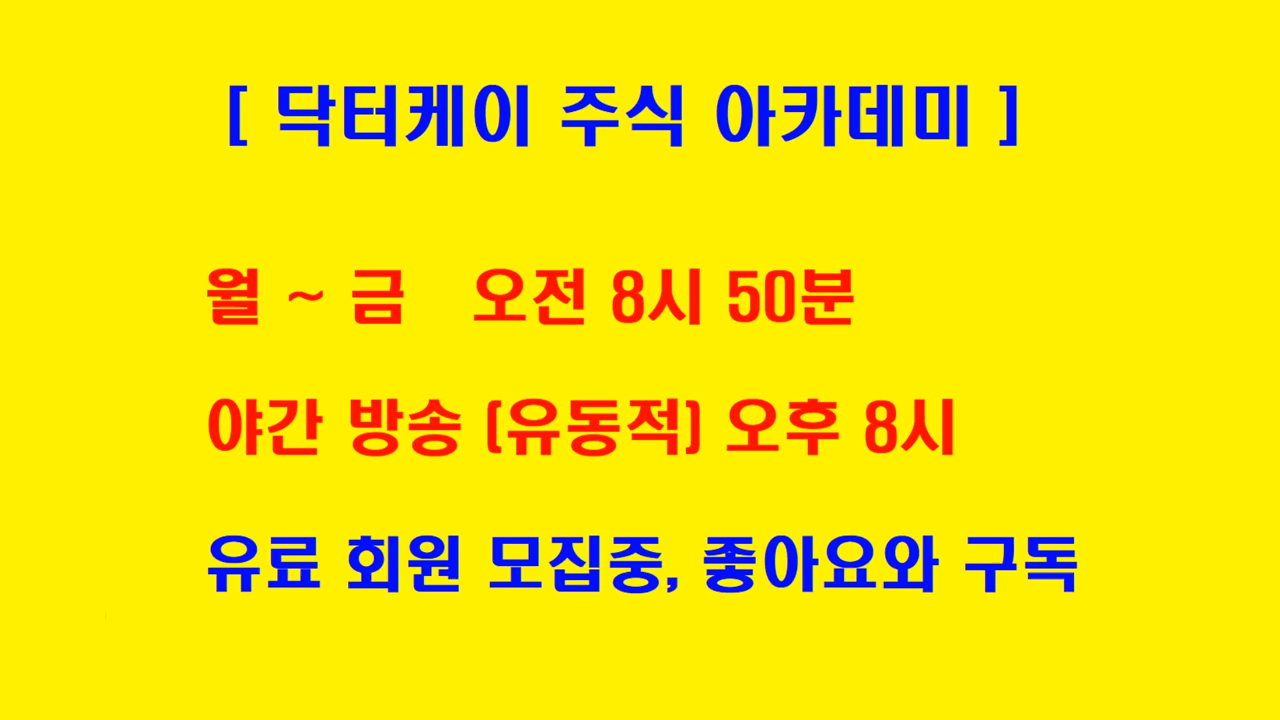 [ 닥터케이 주식 아카데미 ]
월 ~ 금 오전 8시 50분
야간 방송 (유동적) 오후 8시
유료 회원 모집중, 좋아요와 구독